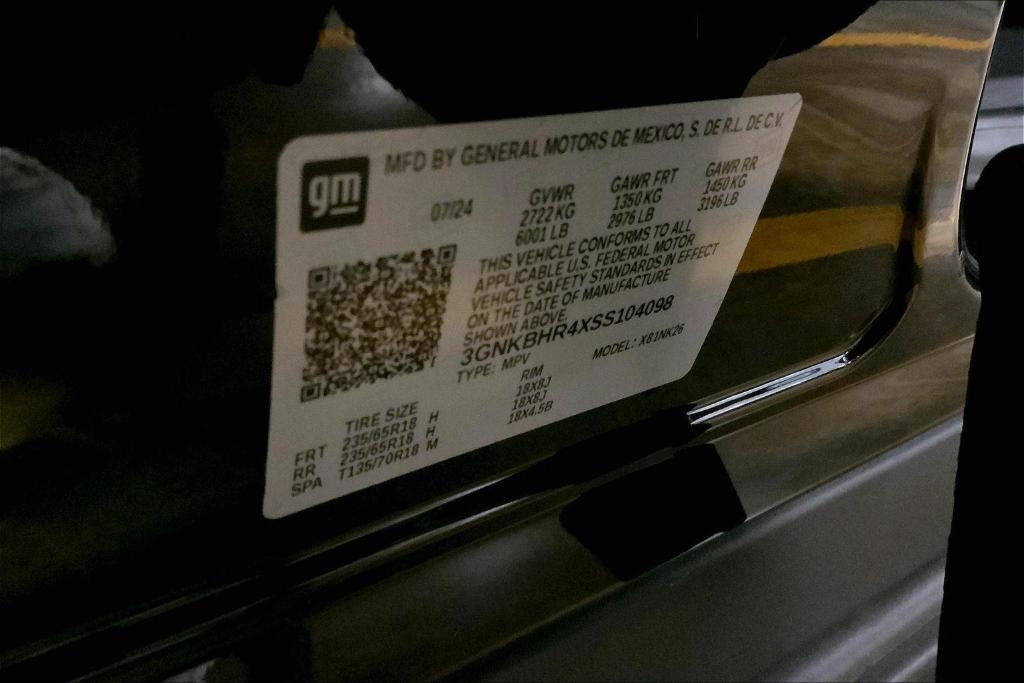 gm
MFD BY GENERAL MOTORS DE MEXICO, S. DE R.L. DE C.V.
07/24 GVWR GAWR FRT GAWR RR
2722 KG 1350 KG 1450 KG
6001 LB 2976 LB 3196 LB
THIS VEHICLE CONFORMS TO ALL
APPLICABLE U.S. FEDERAL MOTOR
VEHICLE SAFETY STANDARDS IN EFFECT
ON THE DATE OF MANUFACTURE
SHOWN ABOVE.
3GNKBHR4XSS104098
TYPE: MPV MODEL: X81NK26
TIRE SIZE RIM
FRT 235/65R18 H 18X8J
RR 235/65R18 H 18X8J
SPA T135/70R18 M 18X4.5B